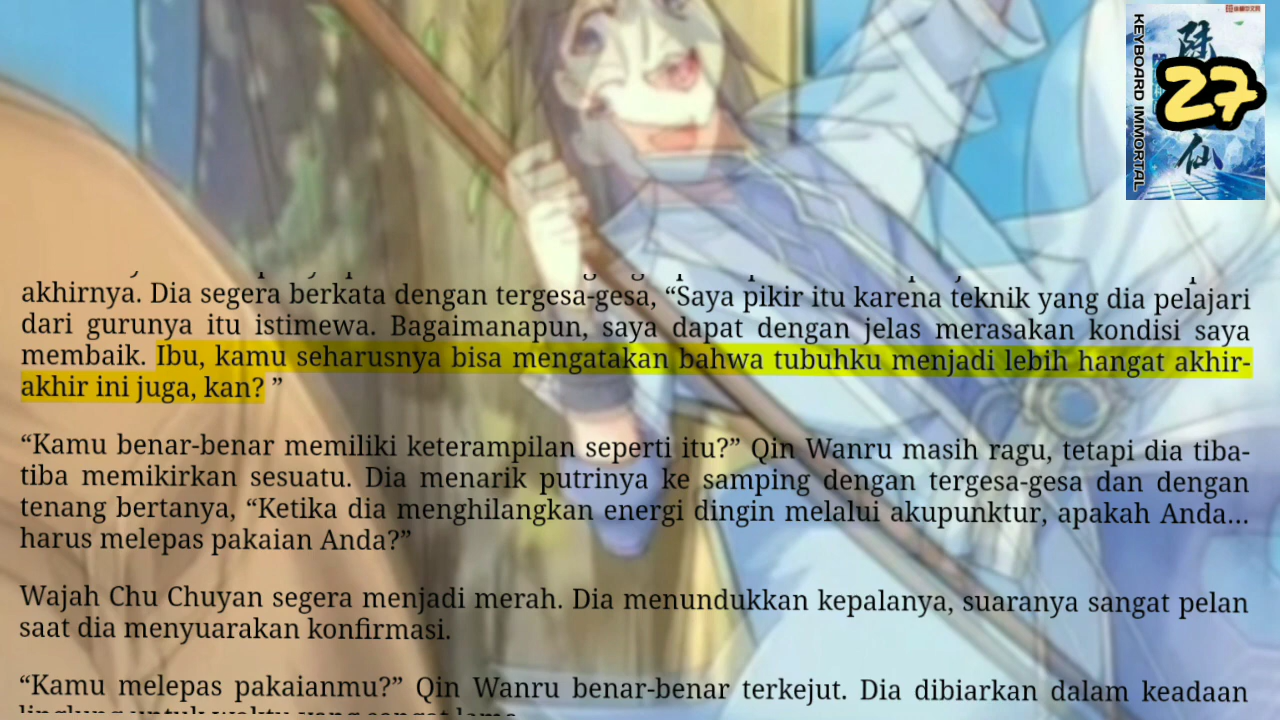 KEYBOARD IMMORTAL
陆
仙
27
akhirnya. Dia segera berkata dengan tergesa-gesa, “Saya pikir itu karena teknik yang dia pelajari
dari gurunya itu istimewa. Bagaimanapun, saya dapat dengan jelas merasakan kondisi saya
membaik. Ibu, kamu seharusnya bisa mengatakan bahwa tubuhku menjadi lebih hangat akhir-
akhir ini juga, kan? ”
“Kamu benar-benar memiliki keterampilan seperti itu?” Qin Wanru masih ragu, tetapi dia tiba-
tiba memikirkan sesuatu. Dia menarik putrinya ke samping dengan tergesa-gesa dan dengan
tenang bertanya, “Ketika dia menghilangkan energi dingin melalui akupunktur, apakah Anda...
harus melepas pakaian Anda?”
Wajah Chu Chuyan segera menjadi merah. Dia menundukkan kepalanya, suaranya sangat pelan
saat dia menyuarakan konfirmasi.
“Kamu melepas pakaianmu?” Qin Wanru benar-benar terkejut. Dia dibiarkan dalam keadaan